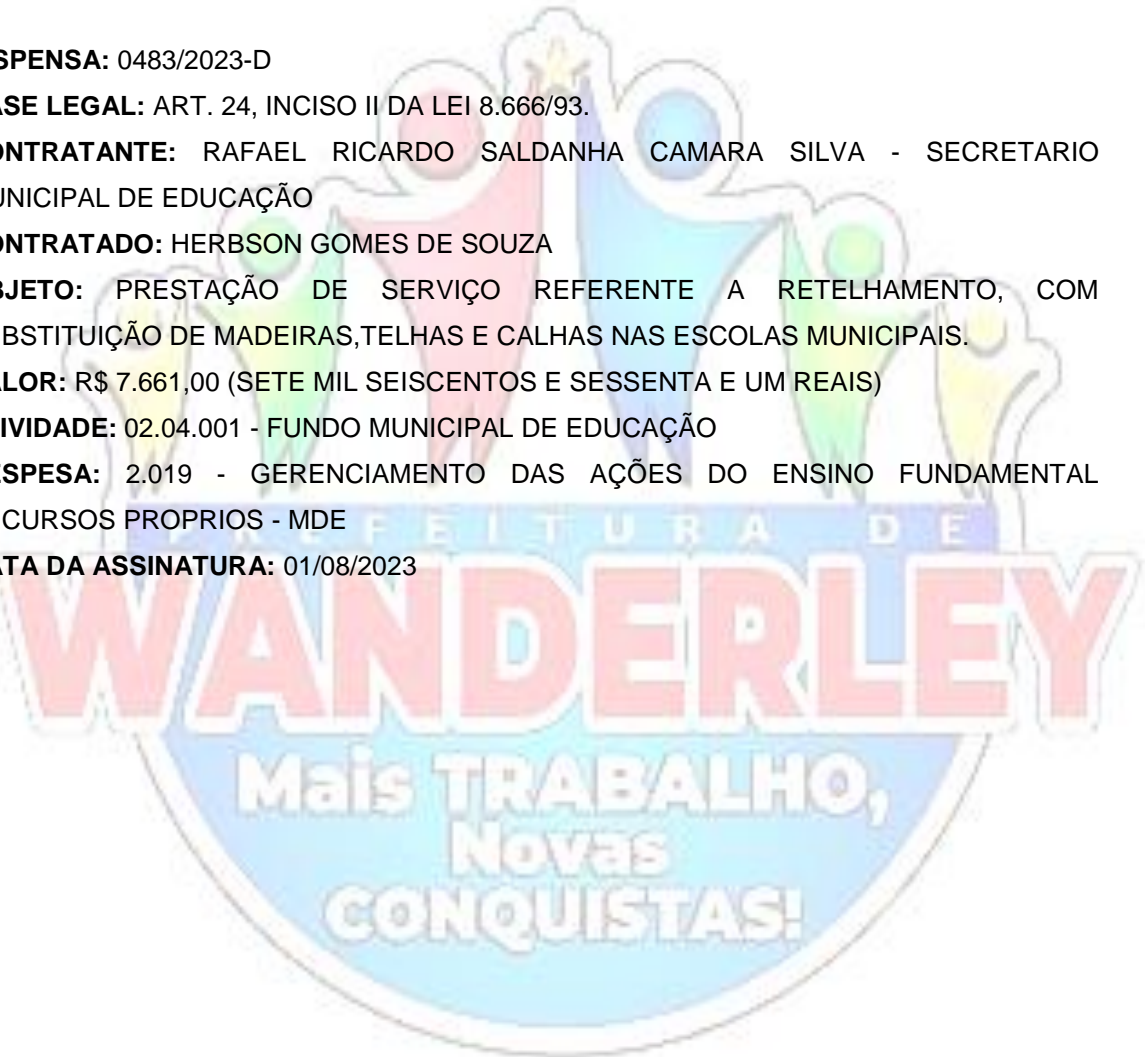 SPENSA: 0483/2023-D
ASE LEGAL: ART. 24, INCISO II DA LEI 8.666/93.
ONTRATANTE: RAFAEL RICARDO SALDANHA CAMARA SILVA - SECRETARIO
UNICIPAL DE EDUCAÇÃO
ONTRATADO: HERBSON GOMES DE SOUZA
BJETO: PRESTAÇÃO DE SERVIÇO REFERENTE A RETELHAMENTO, COM
BSTITUIÇÃO DE MADEIRAS,TELHAS E CALHAS NAS ESCOLAS MUNICIPAIS.
ALOR: R$ 7.661,00 (SETE MIL SEISCENTOS E SESSENTA E UM REAIS)
IVIDADE: 02.04.001 - FUNDO MUNICIPAL DE EDUCAÇÃO
ESPESA: 2.019 - GERENCIAMENTO DAS AÇÕES DO ENSINO FUNDAMENTAL
CURSOS PROPRIOS - MDE
PREFEITURA DE
ATA DA ASSINATURA: 01/08/2023
WANDERLEY
Mais TRABALHO,
Novas
CONQUISTAS!